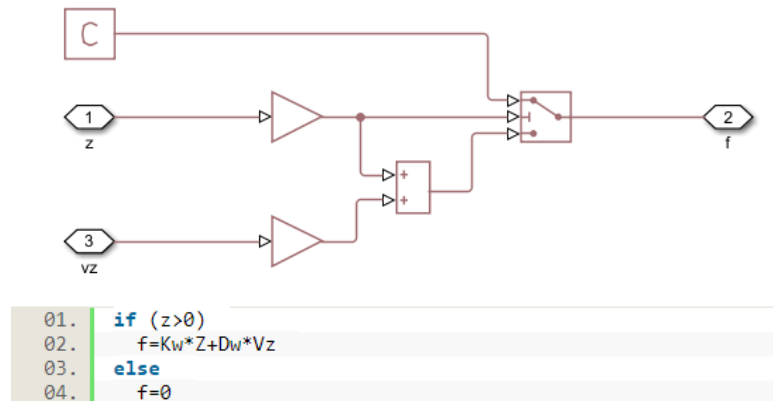 C
1
z
2
f
+
+
3
vz
01. if (z>0)
02. f=Kw*Z+Dw*Vz
03. else
04. f=0